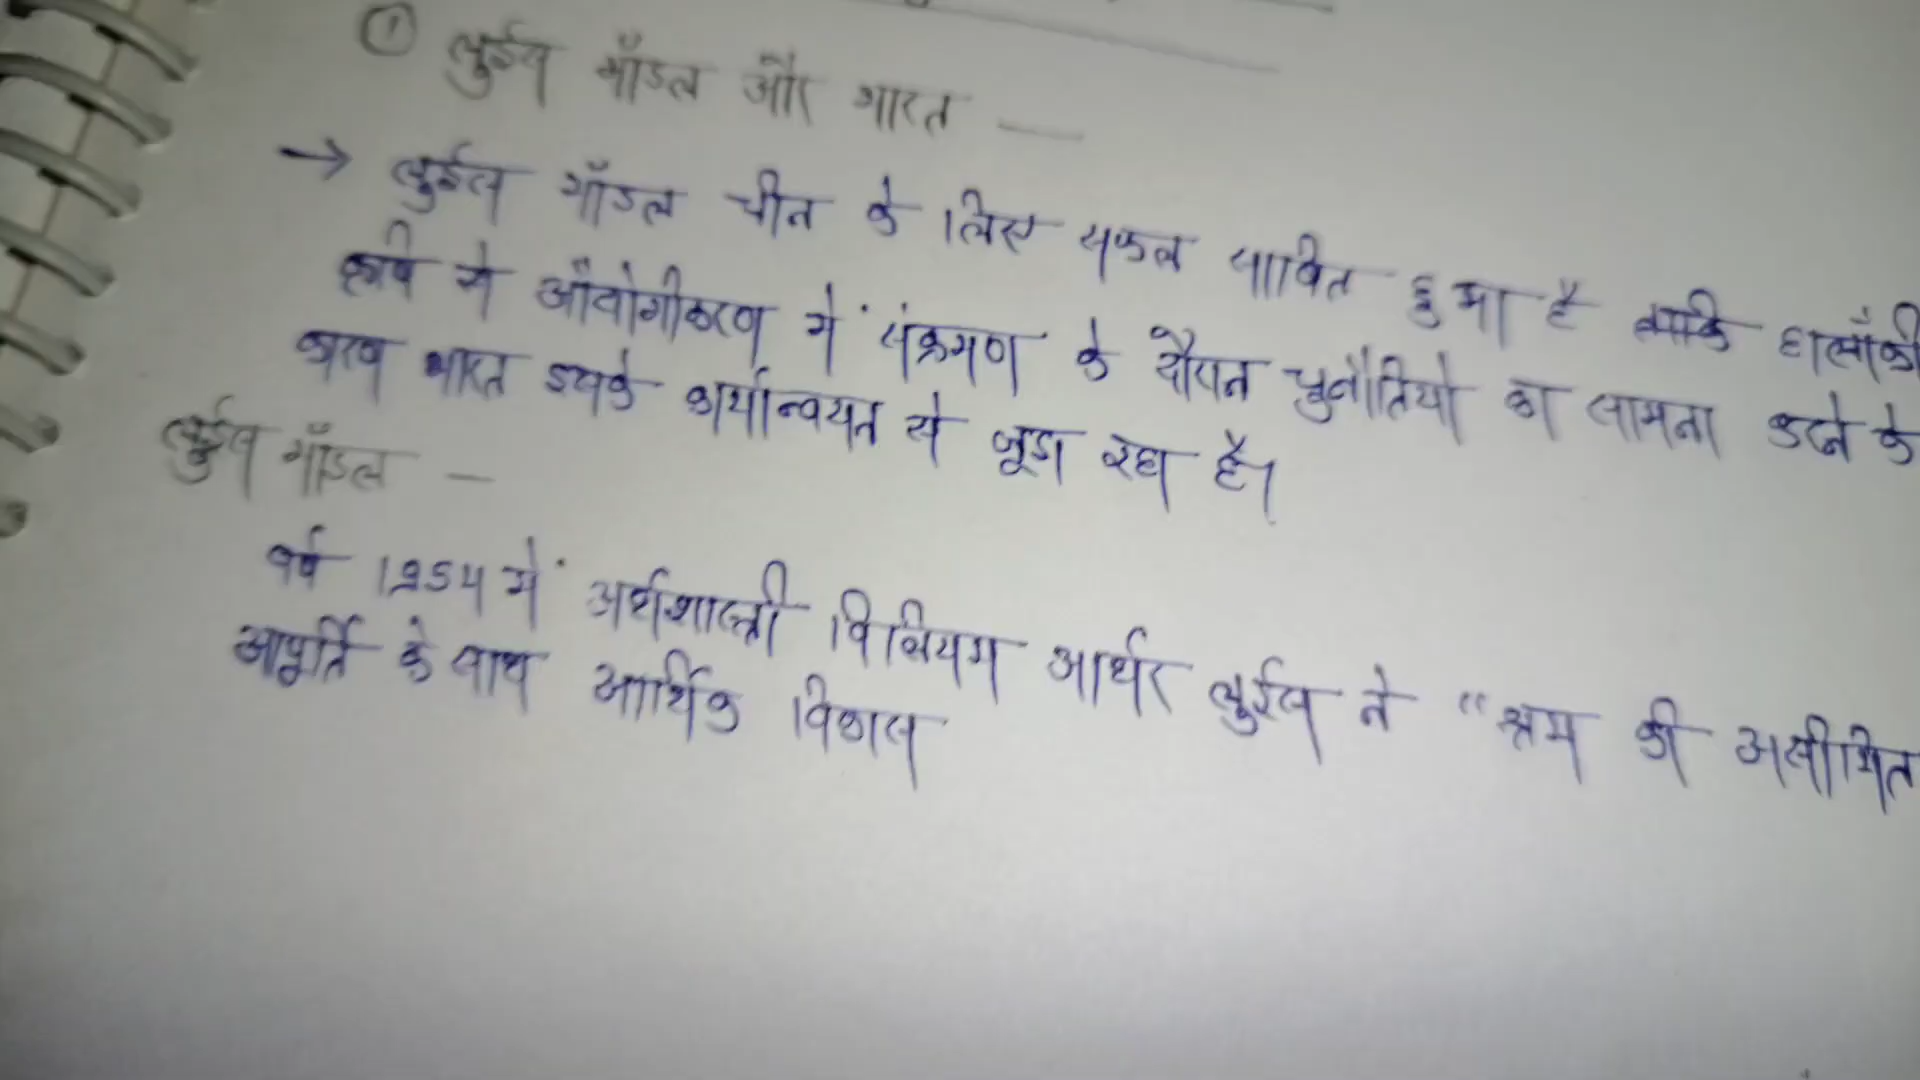 ① लुईस मॉडल और भारत —
→ लुईस मॉडल चीन के लिए सफल साबित हुआ है हालाँकि
कृषि से औद्योगीकरण में संक्रमण के दौरान चुनौतियों का सामना करने के
कारण भारत इसके कार्यान्वयन से जूझ रहा है।
लुईस मॉडल —
वर्ष 1954 में अर्थशास्त्री विलियम आर्थर लुईस ने “श्रम की असीमित
आपूर्ति के साथ आर्थिक विकास